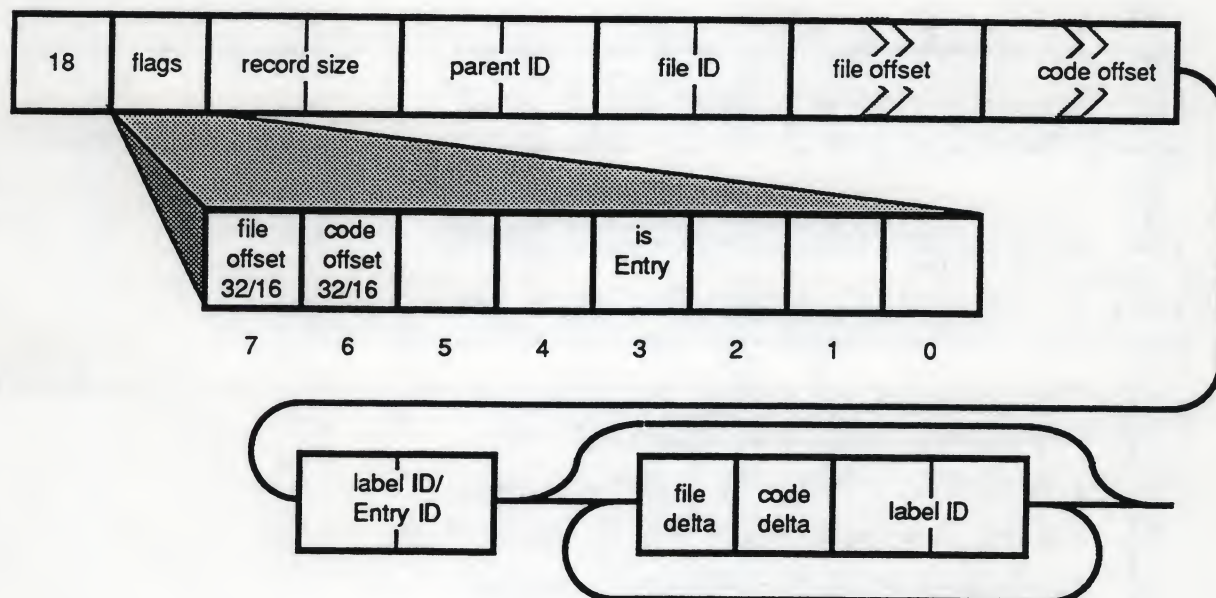 18 flags record size parent ID file ID file offset code offset
file offset 32/16
code offset 32/16
is Entry
7 6 5 4 3 2 1 0
label ID/
Entry ID
file delta
code delta
label ID